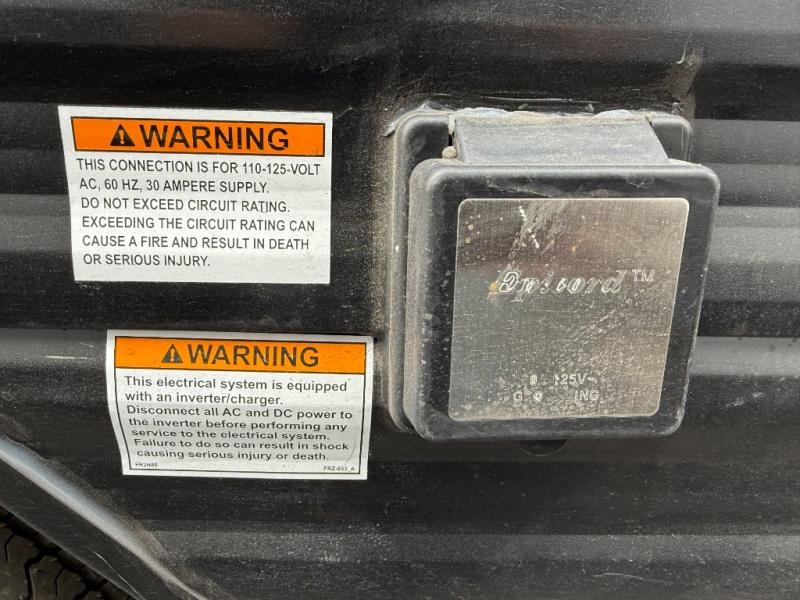 WARNING
THIS CONNECTION IS FOR 110-125-VOLT
AC, 60 HZ, 30 AMPERE SUPPLY.
DO NOT EXCEED CIRCUIT RATING.
EXCEEDING THE CIRCUIT RATING CAN
CAUSE A FIRE AND RESULT IN DEATH
OR SERIOUS INJURY.
WARNING
This electrical system is equipped
with an inverter/charger.
Disconnect all AC and DC power to
the inverter before performing any
service to the electrical system.
Failure to do so can result in shock
causing serious injury or death.
FRZ-053_A
Epicord™
125V~